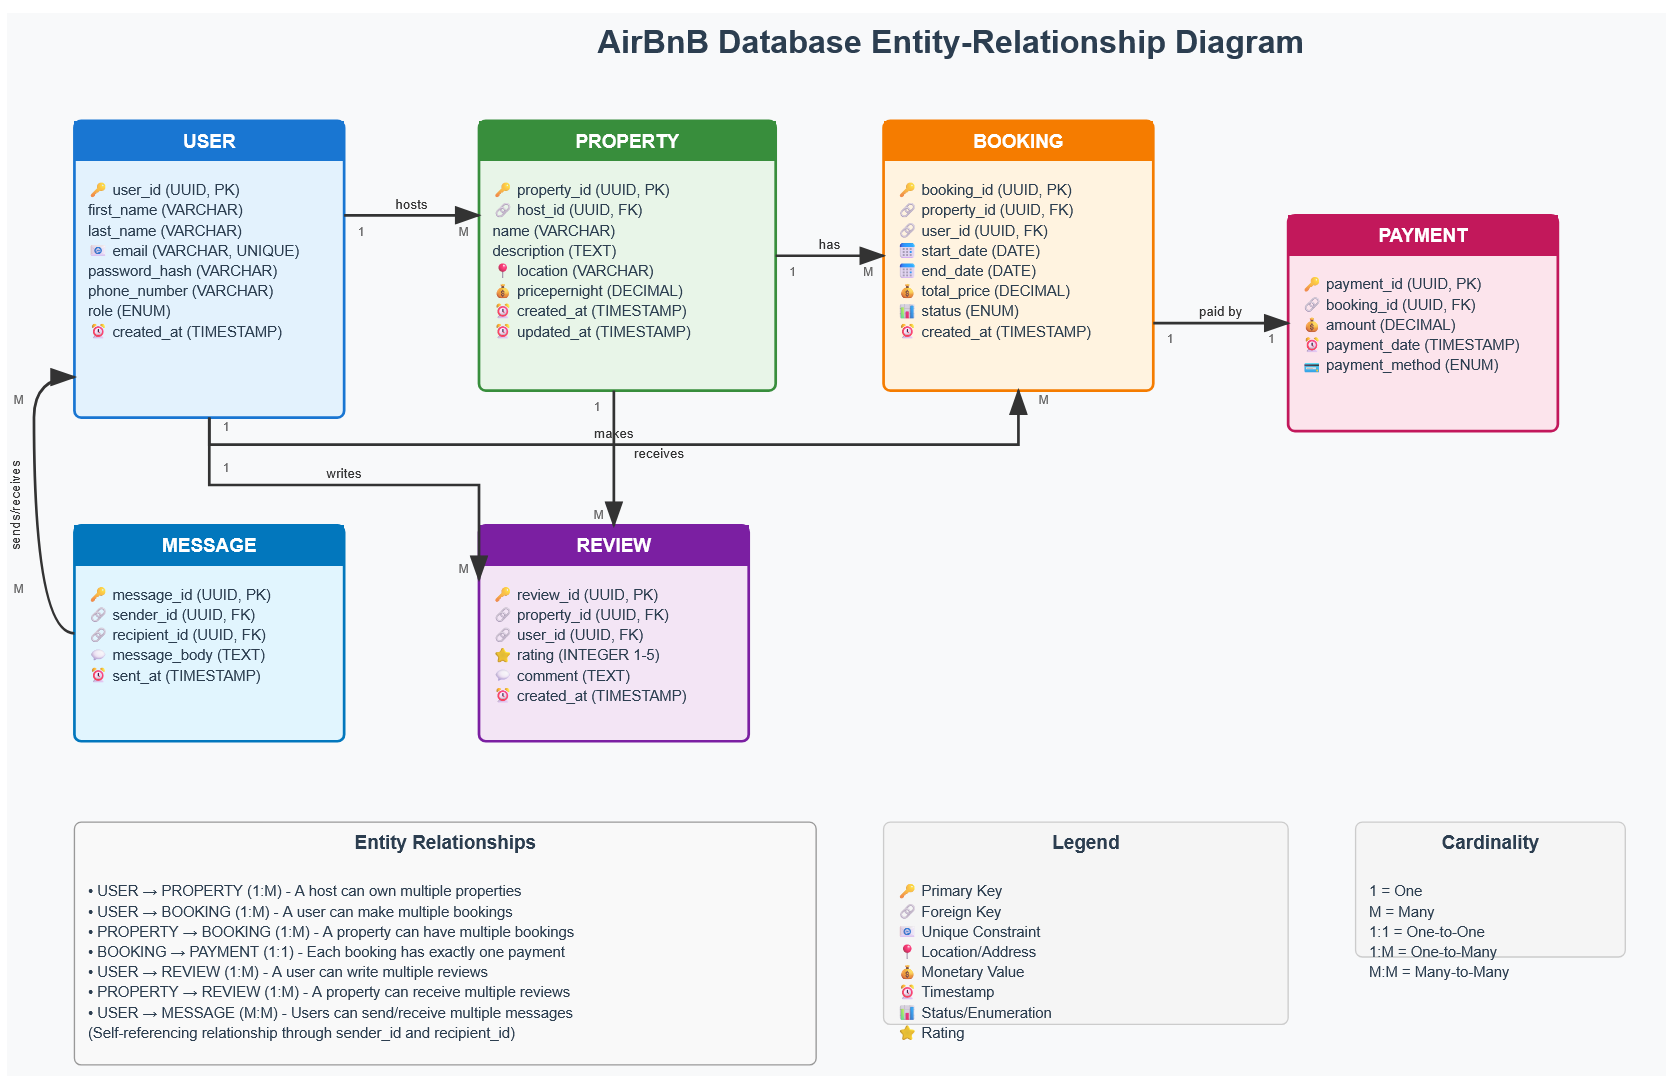 AirBnB Database Entity-Relationship Diagram
USER
user_id (UUID, PK)
first_name (VARCHAR)
last_name (VARCHAR)
email (VARCHAR, UNIQUE)
password_hash (VARCHAR)
phone_number (VARCHAR)
role (ENUM)
created_at (TIMESTAMP)
hosts
1
M
PROPERTY
property_id (UUID, PK)
host_id (UUID, FK)
name (VARCHAR)
description (TEXT)
location (VARCHAR)
pricepernight (DECIMAL)
created_at (TIMESTAMP)
updated_at (TIMESTAMP)
has
1
M
BOOKING
booking_id (UUID, PK)
property_id (UUID, FK)
user_id (UUID, FK)
start_date (DATE)
end_date (DATE)
total_price (DECIMAL)
status (ENUM)
created_at (TIMESTAMP)
paid by
1
1
PAYMENT
payment_id (UUID, PK)
booking_id (UUID, FK)
amount (DECIMAL)
payment_date (TIMESTAMP)
payment_method (ENUM)
M
sends/receives
M
1
makes
M
1
receives
M
1
writes
M
MESSAGE
message_id (UUID, PK)
sender_id (UUID, FK)
recipient_id (UUID, FK)
message_body (TEXT)
sent_at (TIMESTAMP)
REVIEW
review_id (UUID, PK)
property_id (UUID, FK)
user_id (UUID, FK)
rating (INTEGER 1-5)
comment (TEXT)
created_at (TIMESTAMP)
Entity Relationships
• USER → PROPERTY (1:M) - A host can own multiple properties
• USER → BOOKING (1:M) - A user can make multiple bookings
• PROPERTY → BOOKING (1:M) - A property can have multiple bookings
• BOOKING → PAYMENT (1:1) - Each booking has exactly one payment
• USER → REVIEW (1:M) - A user can write multiple reviews
• PROPERTY → REVIEW (1:M) - A property can receive multiple reviews
• USER → MESSAGE (M:M) - Users can send/receive multiple messages
(Self-referencing relationship through sender_id and recipient_id)
Legend
Primary Key
Foreign Key
Unique Constraint
Location/Address
Monetary Value
Timestamp
Status/Enumeration
Rating
Cardinality
1 = One
M = Many
1:1 = One-to-One
1:M = One-to-Many
M:M = Many-to-Many